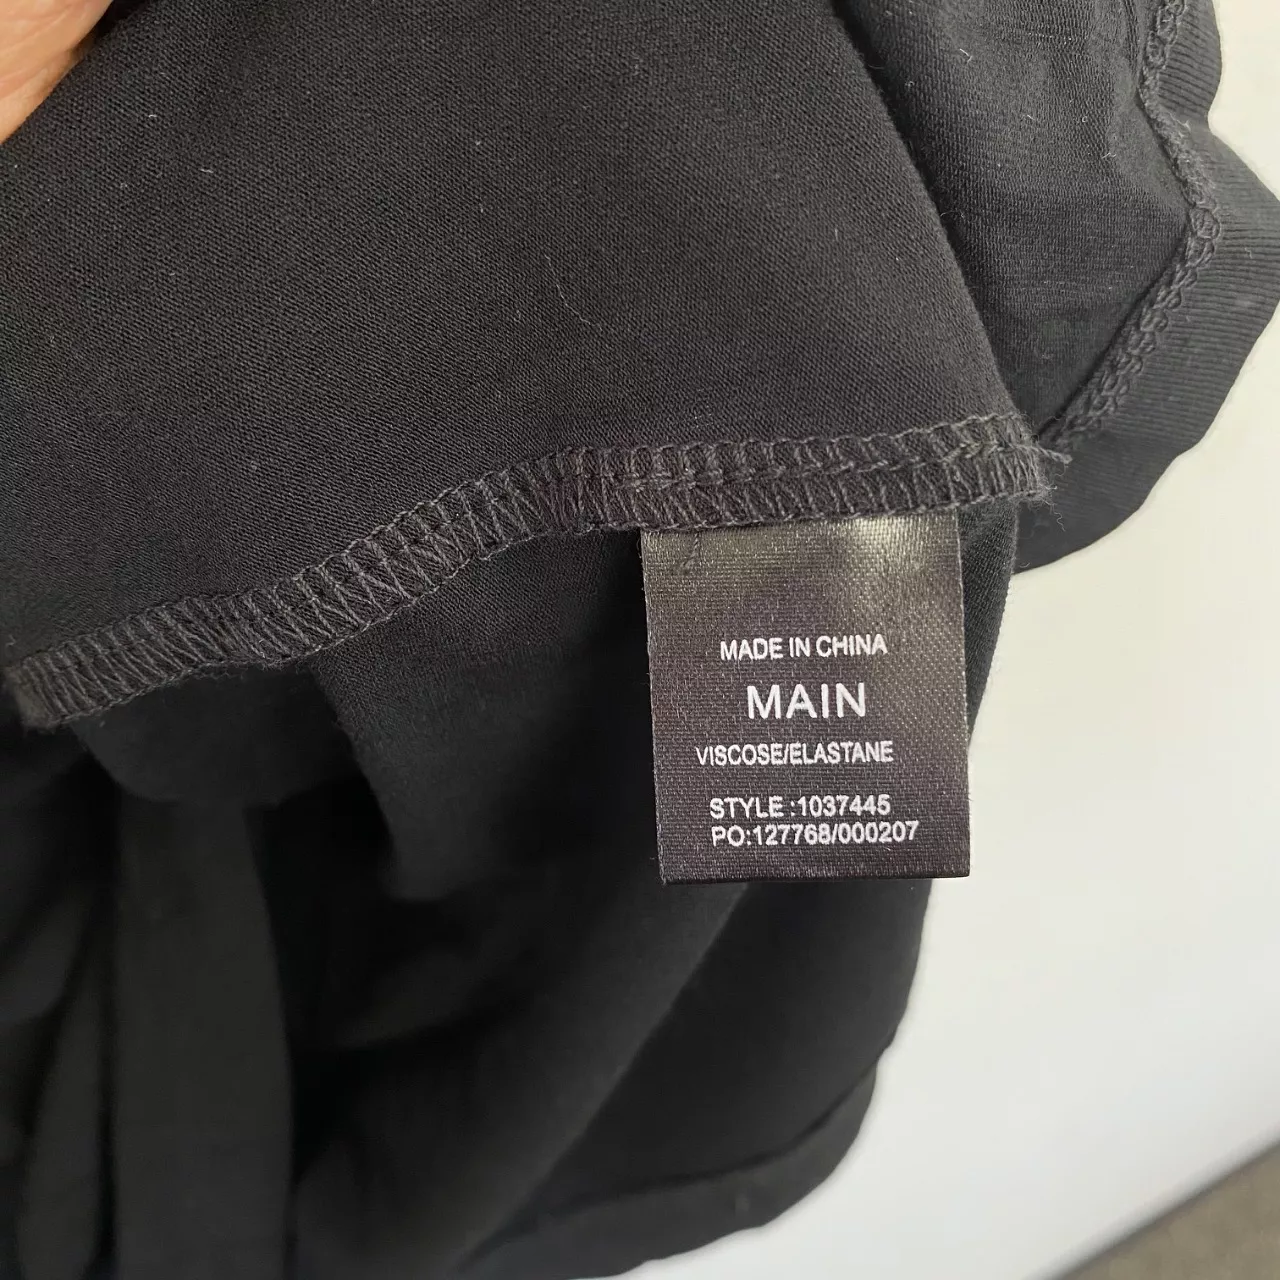 MADE IN CHINA
MAIN
VISCOSE/ELASTANE
STYLE :1037445
PO:127768/000207